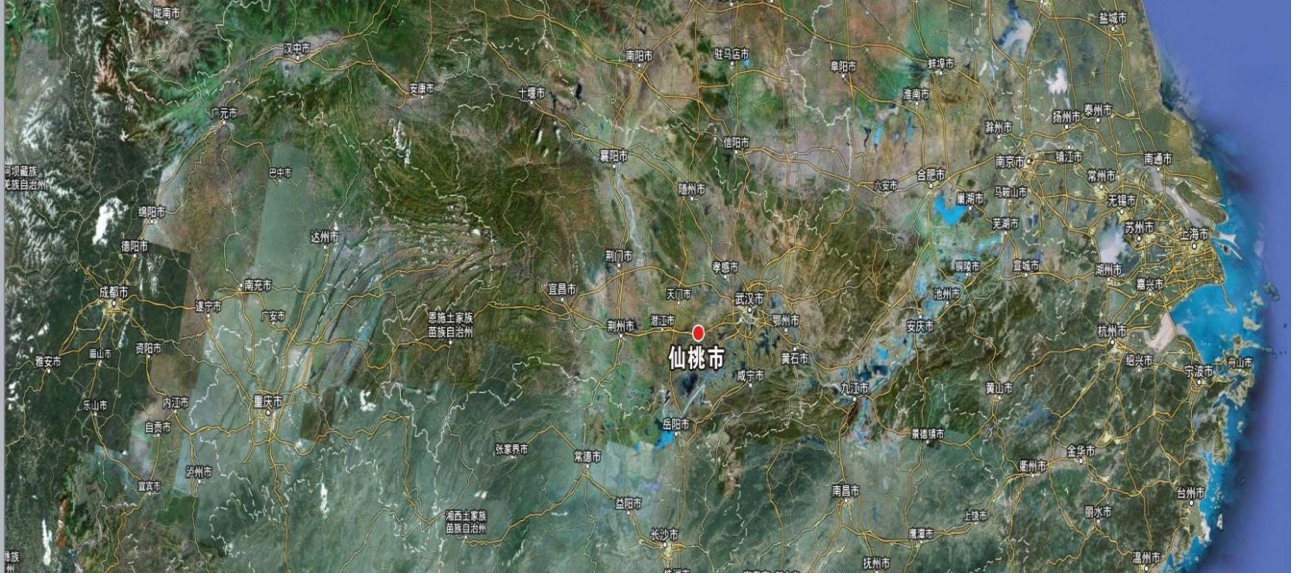 陇南市
盐城市
汉中市
南阳市
驻马店市
阜阳市
蚌埠市
安康市
十堰市
淮南市
广元市
扬州市
泰州市
滁州市
信阳市
襄阳市
南京市
镇江市
南通市
阿坝藏族
羌族自治州
巴中市
随州市
六安市
合肥市
常州市
马鞍山市
巢湖市
无锡市
绵阳市
芜湖市
苏州市
上海市
达州市
德阳市
荆门市
孝感市
铜陵市
宣城市
湖州市
成都市
南充市
宜昌市
天门市
武汉市
池州市
嘉兴市
遂宁市
广安市
恩施土家族
苗族自治州
荆州市
潜江市
鄂州市
安庆市
杭州市
仙桃市
雅安市
眉山市
资阳市
黄石市
绍兴市
舟山市
宁波市
咸宁市
九江市
黄山市
乐山市
内江市
重庆市
自贡市
岳阳市
景德镇市
张家界市
常德市
金华市
衢州市
泸州市
宜宾市
南昌市
台州市
益阳市
湘西土家族
苗族自治州
上饶市
丽水市
长沙市
鹰潭市
抚州市
温州市